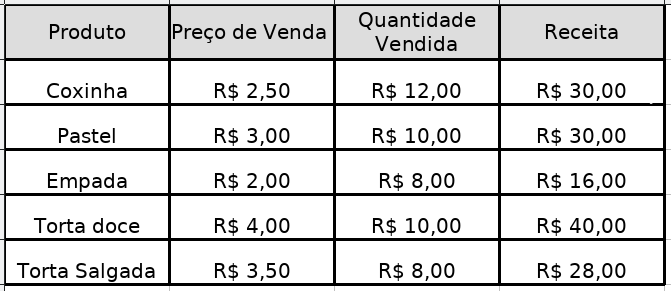 Produto Preço de Venda Quantidade Vendida Receita
Coxinha R$ 2,50 R$ 12,00 R$ 30,00
Pastel R$ 3,00 R$ 10,00 R$ 30,00
Empada R$ 2,00 R$ 8,00 R$ 16,00
Torta doce R$ 4,00 R$ 10,00 R$ 40,00
Torta Salgada R$ 3,50 R$ 8,00 R$ 28,00